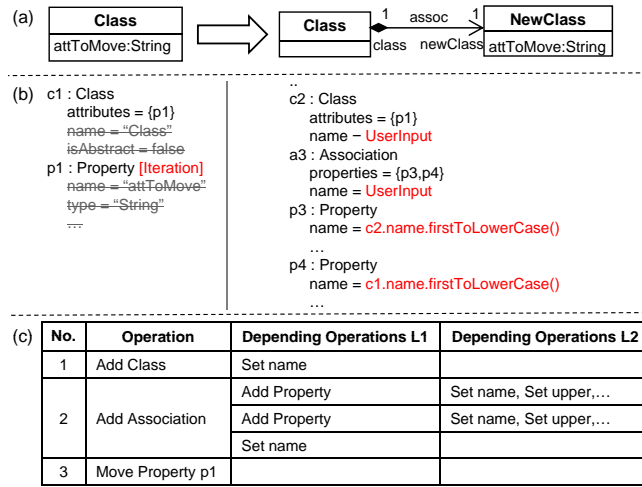 (a)
Class
attToMove:String
Class
1
assoc
1
class
newClass
NewClass
attToMove:String
(b)
c1 : Class
attributes = {p1}
name = “Class”
isAbstract = false
p1 : Property [Iteration]
name = “attToMove”
type = “String”
…
..
c2 : Class
attributes = {p1}
name – UserInput
a3 : Association
properties = {p3,p4}
name = UserInput
p3 : Property
name = c2.name.firstToLowerCase()
…
p4 : Property
name = c1.name.firstToLowerCase()
…
(c)
No. Operation Depending Operations L1 Depending Operations L2
1 Add Class Set name
2 Add Association Add Property Set name, Set upper,…
Add Property Set name, Set upper,…
Set name
3 Move Property p1